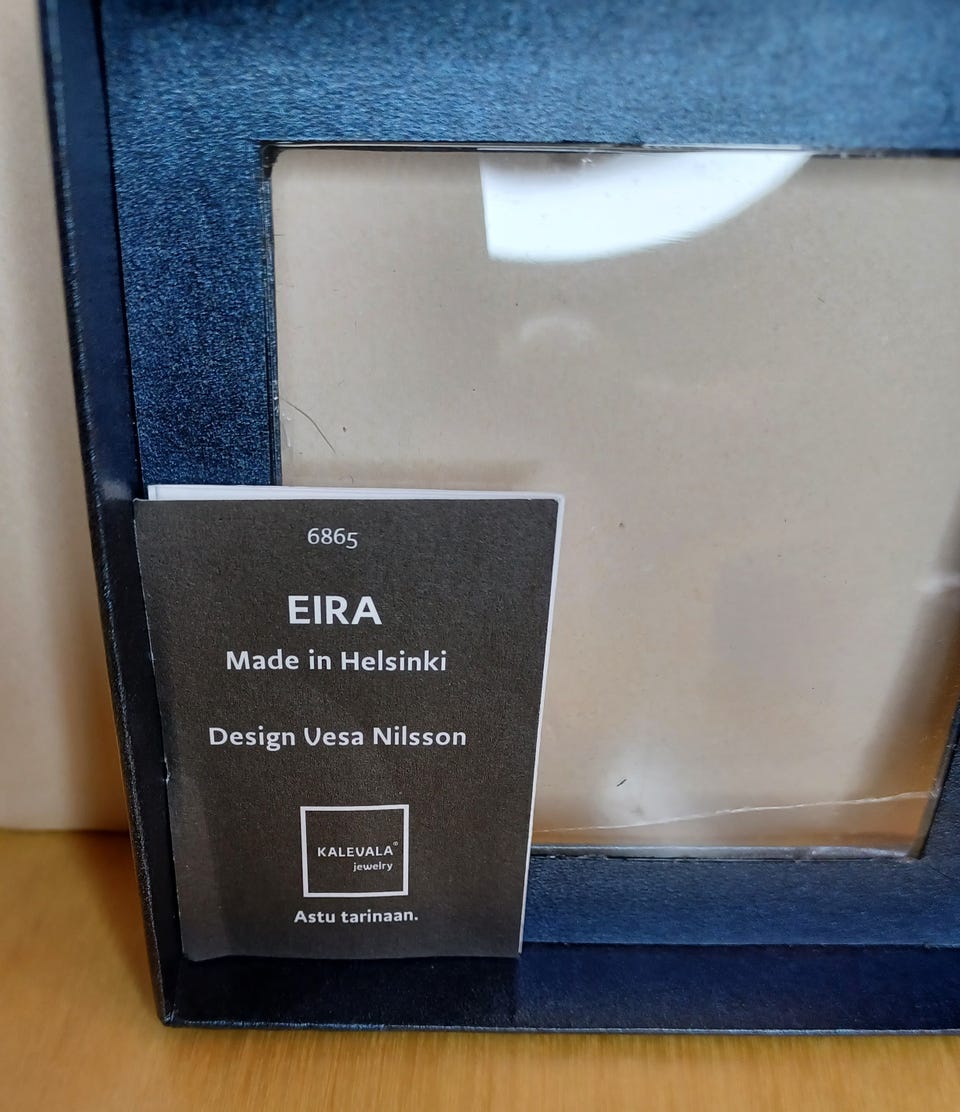 6865
EIRA
Made in Helsinki
Design Vesa Nilsson
KALEVALA®
jewelry
Astu tarinaan.